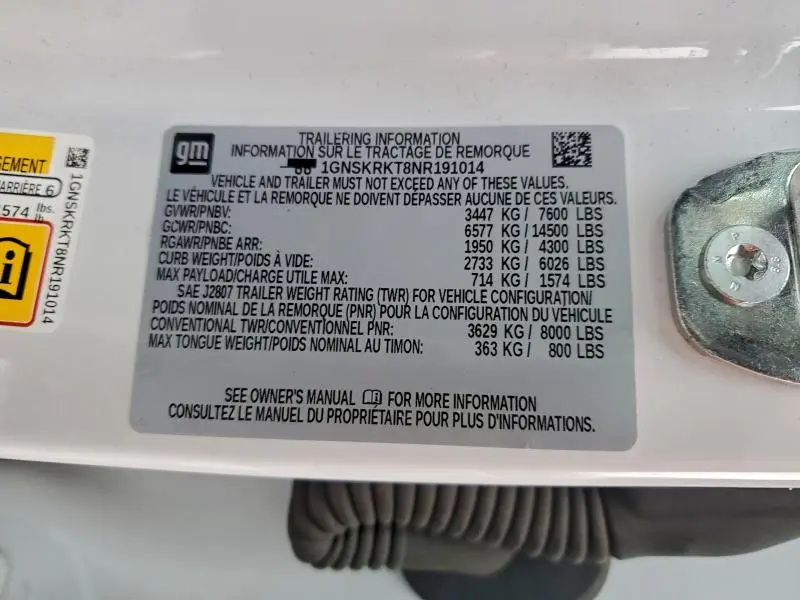 gm
TRAILERING INFORMATION
INFORMATION SUR LE TRACTAGE DE REMORQUE
1GNSKRKT8NR191014
VEHICLE AND TRAILER MUST NOT EXCEED ANY OF THESE VALUES.
LE VÉHICULE ET LA REMORQUE NE DOIVENT DÉPASSER AUCUNE DE CES VALEURS.
GVWR/PNBV: 3447 KG / 7600 LBS
GCWR/PNBC: 6577 KG / 14500 LBS
RGAWR/PNBE ARR: 1950 KG / 4300 LBS
CURB WEIGHT/POIDS À VIDE: 2733 KG / 6026 LBS
MAX PAYLOAD/CHARGE UTILE MAX: 714 KG / 1574 LBS
SAE J2807 TRAILER WEIGHT RATING (TWR) FOR VEHICLE CONFIGURATION/
POIDS NOMINAL DE LA REMORQUE (PNR) POUR LA CONFIGURATION DU VÉHICULE
CONVENTIONAL TWR/CONVENTIONNEL PNR: 3629 KG / 8000 LBS
MAX TONGUE WEIGHT/POIDS NOMINAL AU TIMON: 363 KG / 800 LBS
SEE OWNER'S MANUAL FOR MORE INFORMATION
CONSULTEZ LE MANUEL DU PROPRIÉTAIRE POUR PLUS D'INFORMATIONS.
GEMENT
ARRIÈRE 6
1574 lbs.
lb
1GNSKRKT8NR191014